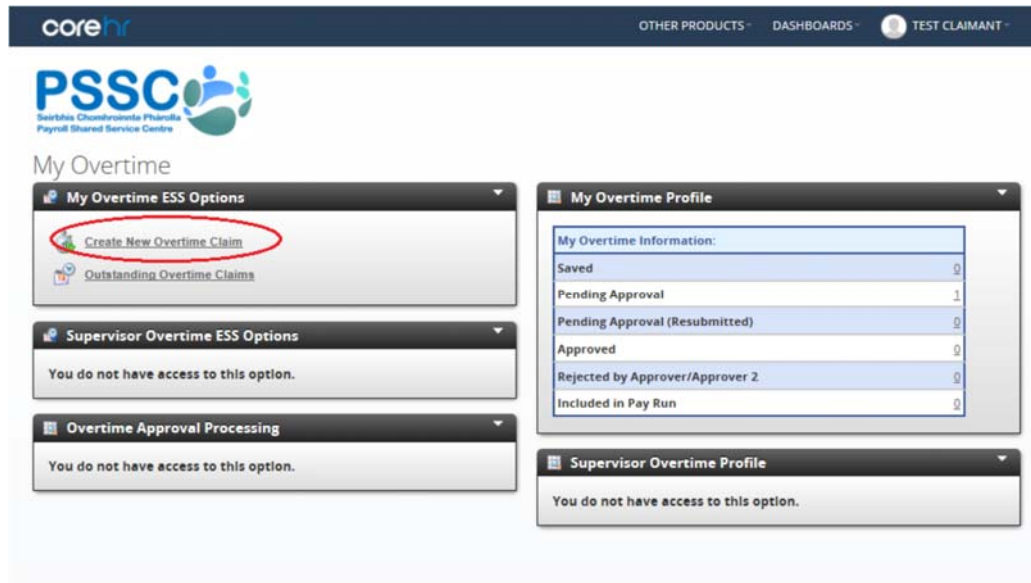 corehr
OTHER PRODUCTS
DASHBOARDS
TEST CLAIMANT
PSSC
Seirbhís Chomhroinnte Phárolla
Payroll Shared Service Centre
My Overtime
My Overtime ESS Options
Create New Overtime Claim
Outstanding Overtime Claims
Supervisor Overtime ESS Options
You do not have access to this option.
Overtime Approval Processing
You do not have access to this option.
My Overtime Profile
My Overtime Information:
Saved 0
Pending Approval 1
Pending Approval (Resubmitted) 0
Approved 0
Rejected by Approver/Approver 2 0
Included in Pay Run 0
Supervisor Overtime Profile
You do not have access to this option.